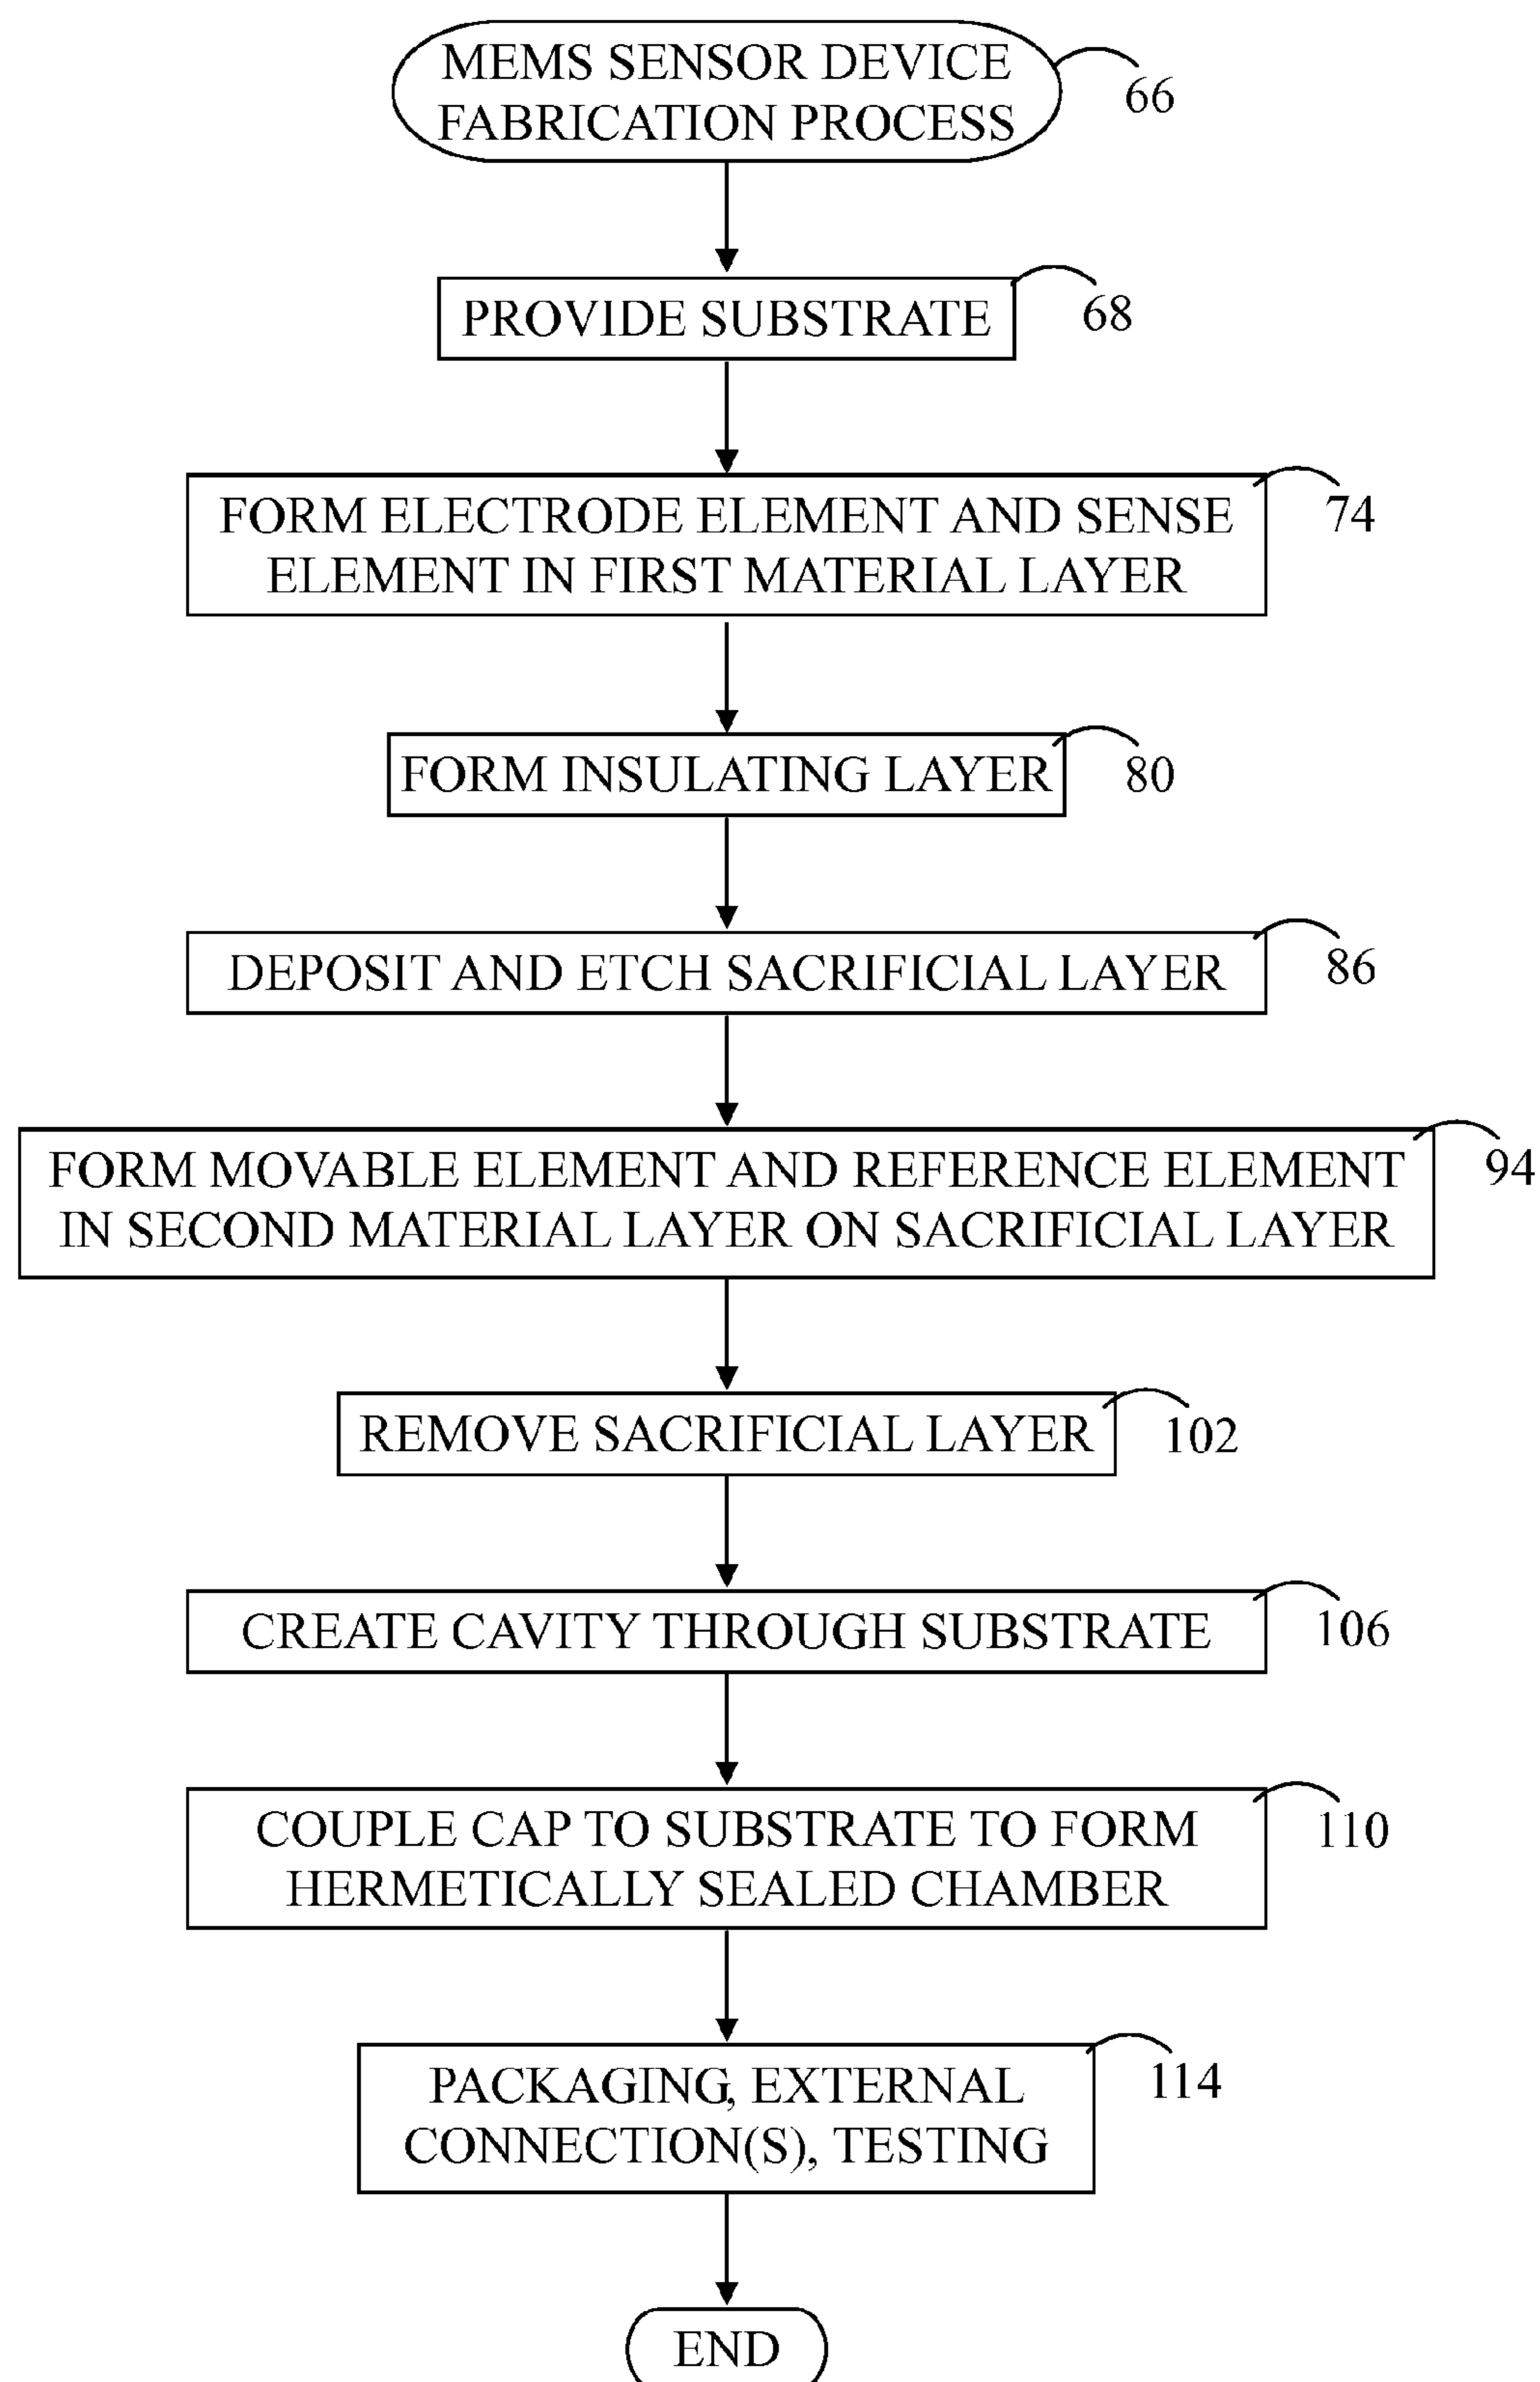 MEMS SENSOR DEVICE
FABRICATION PROCESS
66
PROVIDE SUBSTRATE
68
FORM ELECTRODE ELEMENT AND SENSE
ELEMENT IN FIRST MATERIAL LAYER
74
FORM INSULATING LAYER
80
DEPOSIT AND ETCH SACRIFICIAL LAYER
86
FORM MOVABLE ELEMENT AND REFERENCE ELEMENT
IN SECOND MATERIAL LAYER ON SACRIFICIAL LAYER
94
REMOVE SACRIFICIAL LAYER
102
CREATE CAVITY THROUGH SUBSTRATE
106
COUPLE CAP TO SUBSTRATE TO FORM
HERMETICALLY SEALED CHAMBER
110
PACKAGING, EXTERNAL
CONNECTION(S), TESTING
114
END